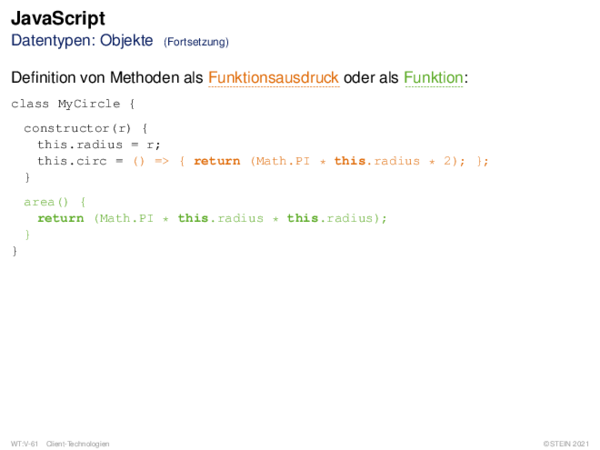 JavaScript
Datentypen: Objekte (Fortsetzung)
Definition von Methoden als Funktionsausdruck oder als Funktion:
class MyCircle {
constructor(r) {
this.radius = r;
this.circ = () => { return (Math.PI * this.radius * 2); };
}
area() {
return (Math.PI * this.radius * this.radius);
}
}
WT:V-61 Client-Technologien ©STEIN 2021